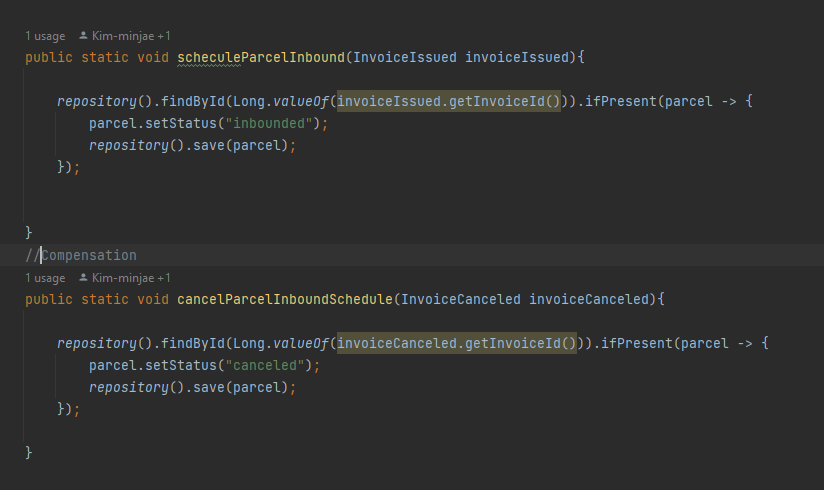 1 usage Kim-minjae +1
public static void scheculeParcelInbound(InvoiceIssued invoiceIssued){
repository().findById(Long.valueOf(invoiceIssued.getInvoiceId())).ifPresent(parcel -> {
parcel.setStatus("inbounded");
repository().save(parcel);
});
}
//Compensation
1 usage Kim-minjae +1
public static void cancelParcelInboundSchedule(InvoiceCanceled invoiceCanceled){
repository().findById(Long.valueOf(invoiceCanceled.getInvoiceId())).ifPresent(parcel -> {
parcel.setStatus("canceled");
repository().save(parcel);
});
}